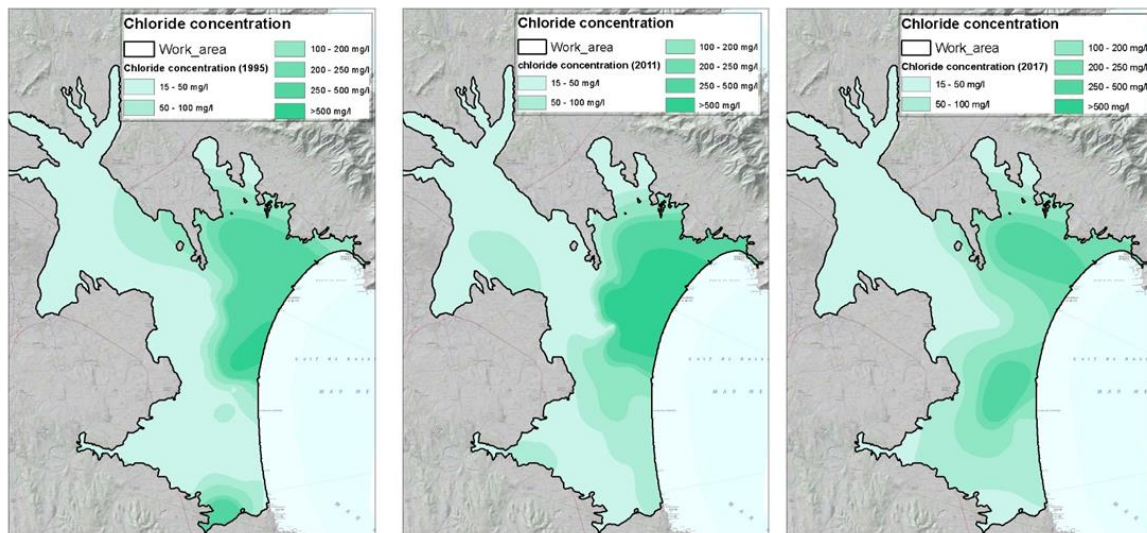 Chloride concentration
Work_area
Chloride concentration (1995)
15 - 50 mg/l
50 - 100 mg/l
100 - 200 mg/l
200 - 250 mg/l
250 - 500 mg/l
>500 mg/l
Chloride concentration
Work_area
chloride concentration (2011)
15 - 50 mg/l
50 - 100 mg/l
100 - 200 mg/l
200 - 250 mg/l
250 - 500 mg/l
>500 mg/l
Chloride concentration
Work_area
Chloride concentration (2017)
15 - 50 mg/l
50 - 100 mg/l
100 - 200 mg/l
200 - 250 mg/l
250 - 500 mg/l
>500 mg/l